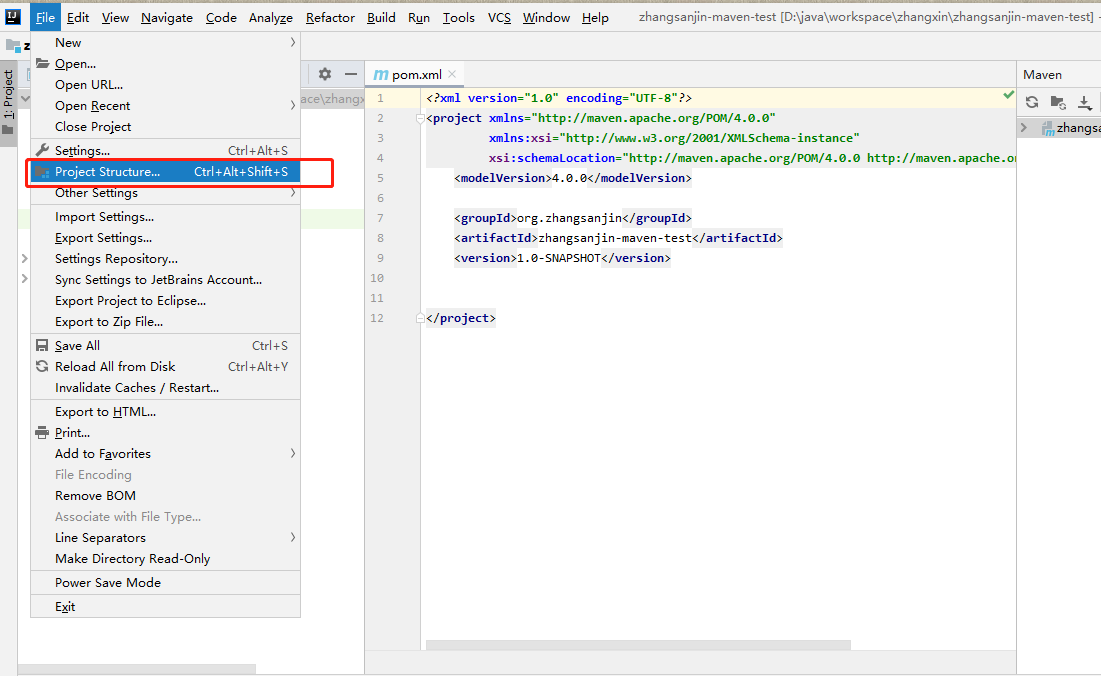 File Edit View Navigate Code Analyze Refactor Build Run Tools VCS Window Help zhangsanjin-maven-test [D:\java\workspace\zhangxin\zhangsanjin-maven-test] -
z
1: Project
New
Open...
Open URL...
Open Recent
Close Project
Settings... Ctrl+Alt+S
Project Structure... Ctrl+Alt+Shift+S
Other Settings
Import Settings...
Export Settings...
Settings Repository...
Sync Settings to JetBrains Account...
Export Project to Eclipse...
Export to Zip File...
Save All Ctrl+S
Reload All from Disk Ctrl+Alt+Y
Invalidate Caches / Restart...
Export to HTML...
Print...
Add to Favorites
File Encoding
Remove BOM
Associate with File Type...
Line Separators
Make Directory Read-Only
Power Save Mode
Exit
ace\zhangx
m pom.xml
1 <?xml version="1.0" encoding="UTF-8"?>
2 <project xmlns="http://maven.apache.org/POM/4.0.0"
3 xmlns:xsi="http://www.w3.org/2001/XMLSchema-instance"
4 xsi:schemaLocation="http://maven.apache.org/POM/4.0.0 http://maven.apache.or
5 <modelVersion>4.0.0</modelVersion>
6
7 <groupId>org.zhangsanjin</groupId>
8 <artifactId>zhangsanjin-maven-test</artifactId>
9 <version>1.0-SNAPSHOT</version>
10
11
12 </project>
Maven
zhangsa